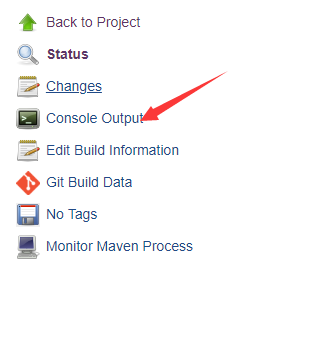 Back to Project
Status
Changes
Console Output
Edit Build Information
Git Build Data
No Tags
Monitor Maven Process